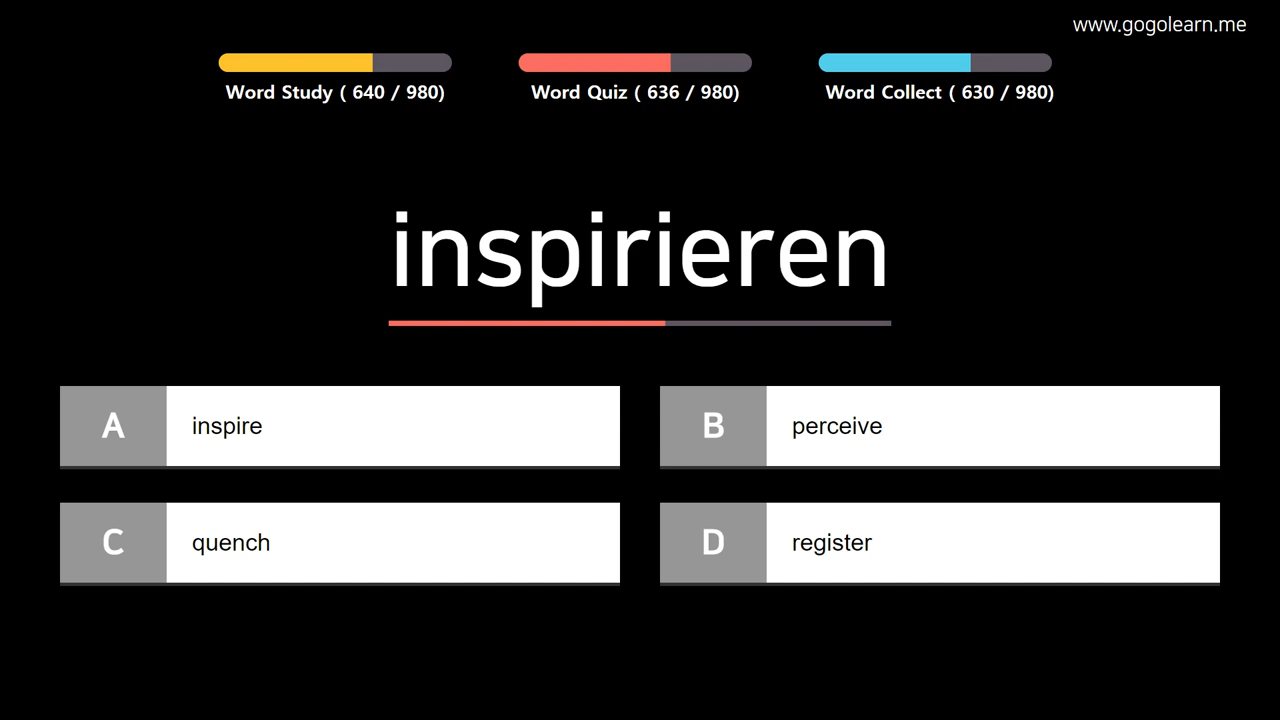 www.gogolearn.me
Word Study ( 640 / 980)
Word Quiz ( 636 / 980)
Word Collect ( 630 / 980)
inspirieren
A inspire
B perceive
C quench
D register